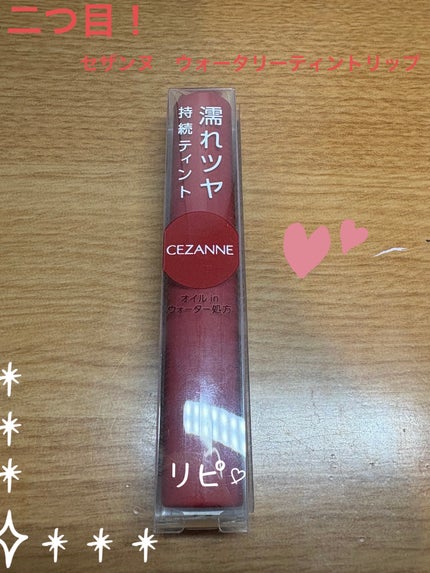 二つ目！
セザンヌ　ウォータリーティントリップ
濡れツヤ
持続ティント
CEZANNE
オイル in
ウォーター処方
リピ♡